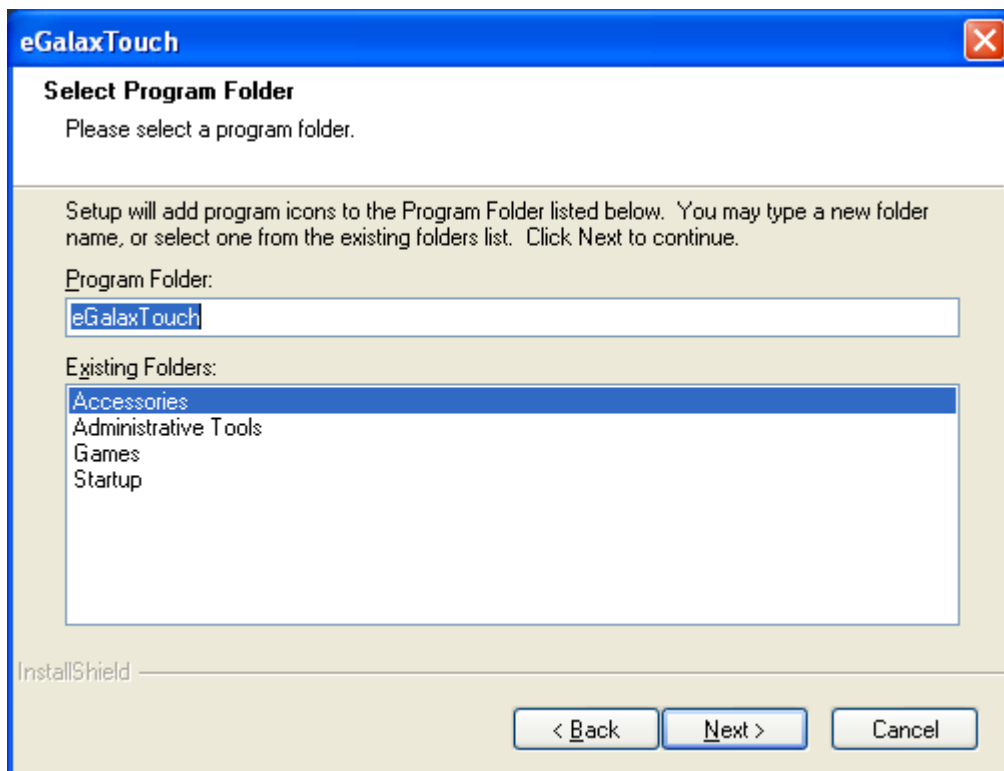 eGalaxTouch
Select Program Folder
Please select a program folder.
Setup will add program icons to the Program Folder listed below.  You may type a new folder
name, or select one from the existing folders list.  Click Next to continue.
Program Folder:
eGalaxTouch
Existing Folders:
Accessories
Administrative Tools
Games
Startup
InstallShield
< Back Next > Cancel